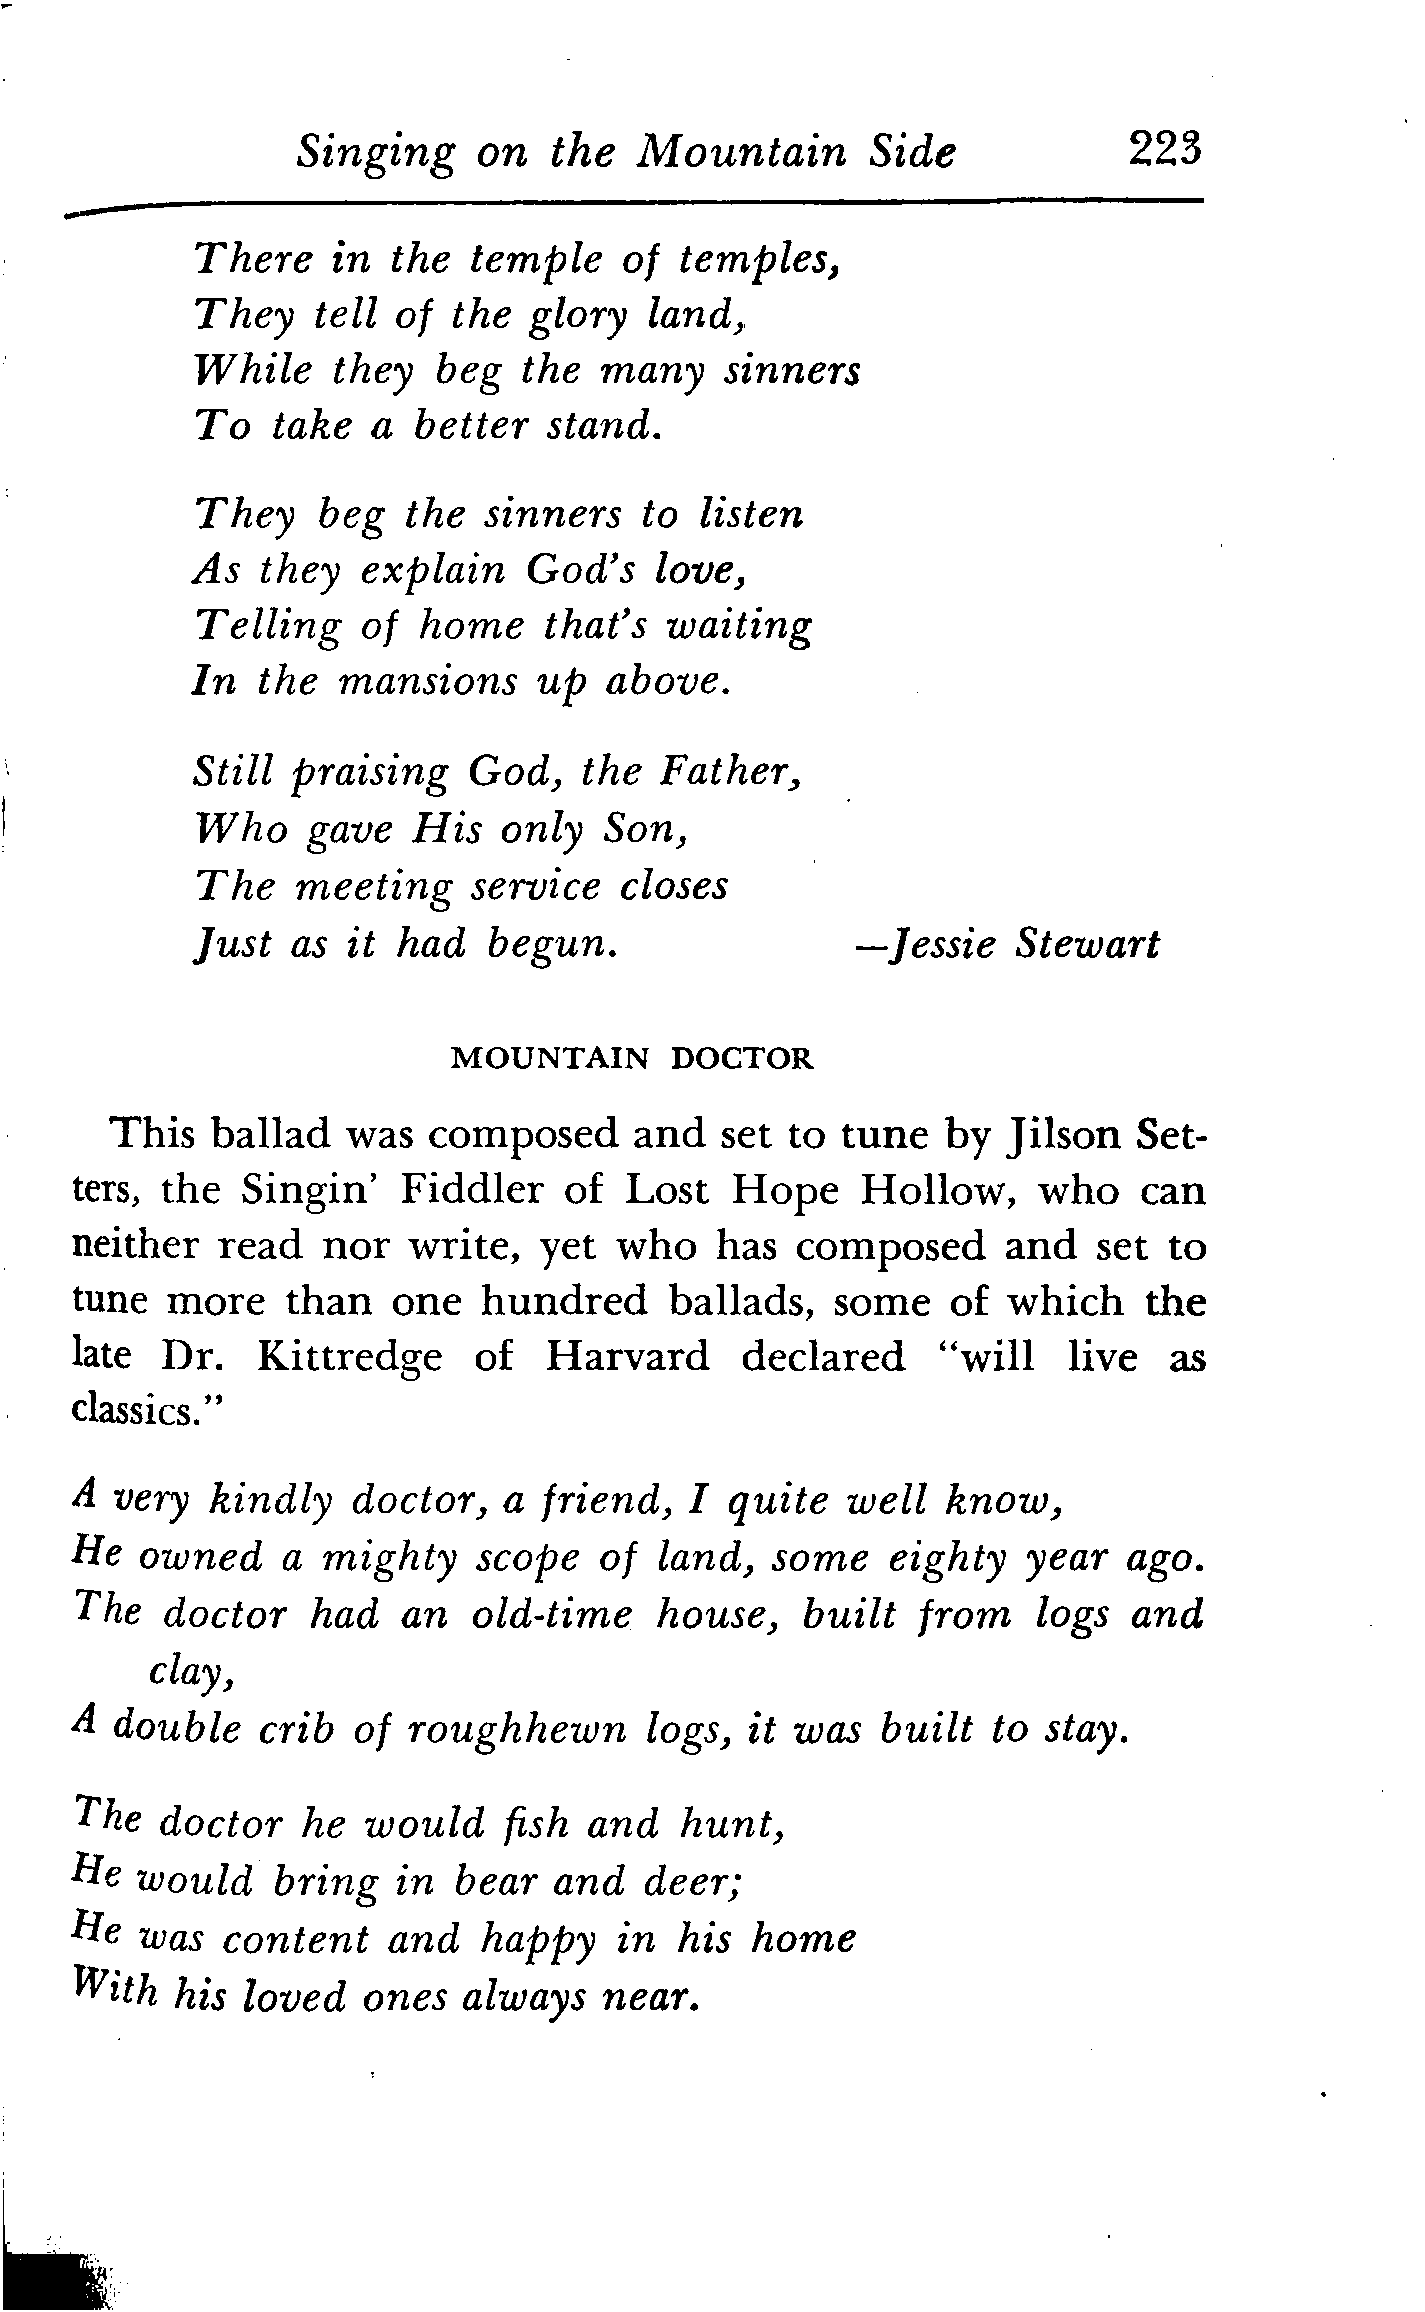 Singing on the Mountain Side 223
There in the temple of temples,
They tell of the glory land,
While they beg the many sinners
To take a better stand.
They beg the sinners to listen
As they explain God's love,
Telling of home that's waiting
In the mansions up above.
Still praising God, the Father,
Who gave His only Son,
The meeting service closes
Just as it had begun. —Jessie Stewart
MOUNTAIN DOCTOR
This ballad was composed and set to tune by Jilson Set-
ters, the Singin' Fiddler of Lost Hope Hollow, who can
neither read nor write, yet who has composed and set to
tune more than one hundred ballads, some of which the
late Dr. Kittredge of Harvard declared "will live as
classics."
A very kindly doctor, a friend, I quite well know,
He owned a mighty scope of land, some eighty year ago.
The doctor had an old-time house, built from logs and
clay,
A double crib of roughhewn logs, it was built to stay.
The doctor he would fish and hunt,
He would bring in bear and deer;
He was content and happy in his home
With his loved ones always near.